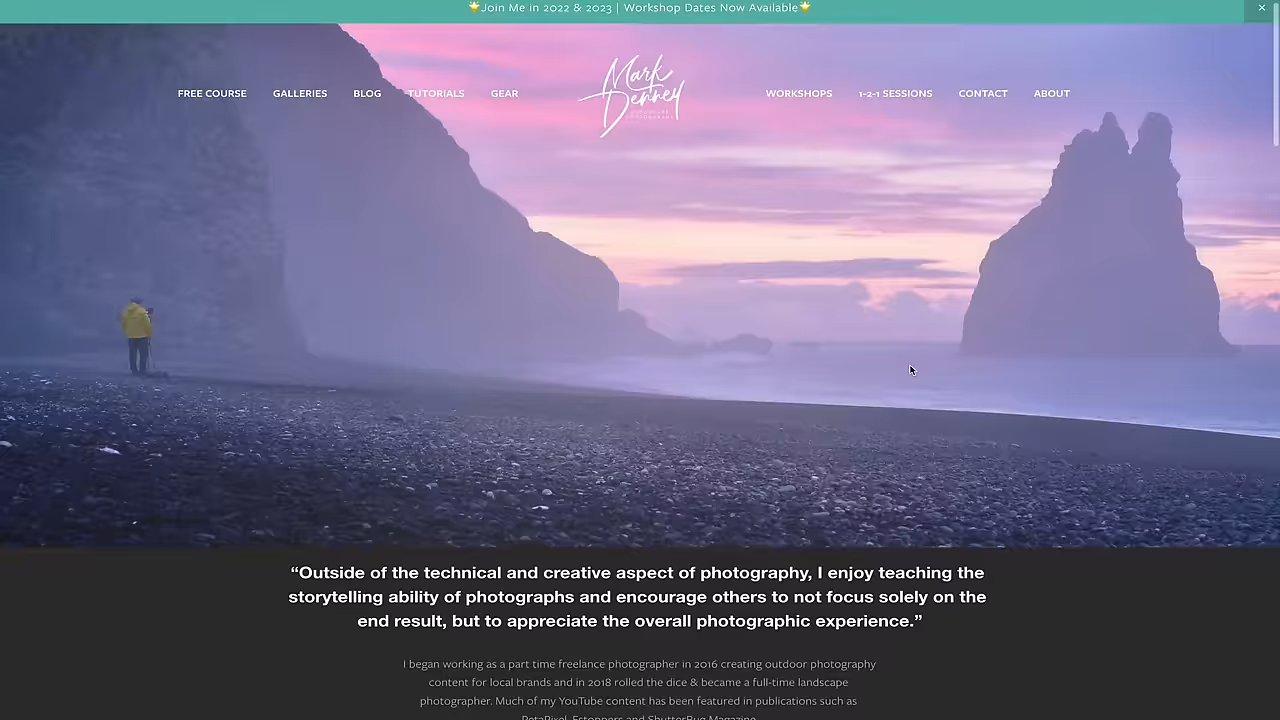 🌟Join Me in 2022 & 2023 | Workshop Dates Now Available🌟
×
FREE COURSE GALLERIES BLOG TUTORIALS GEAR
Mark
Denney
WORKSHOPS 1-2-1 SESSIONS CONTACT ABOUT
“Outside of the technical and creative aspect of photography, I enjoy teaching the
storytelling ability of photographs and encourage others to not focus solely on the
end result, but to appreciate the overall photographic experience.”
I began working as a part time freelance photographer in 2016 creating outdoor photography
content for local brands and in 2018 rolled the dice & became a full-time landscape
photographer. Much of my YouTube content has been featured in publications such as
PetaPixel, Fstoppers and ShutterBug Magazine.